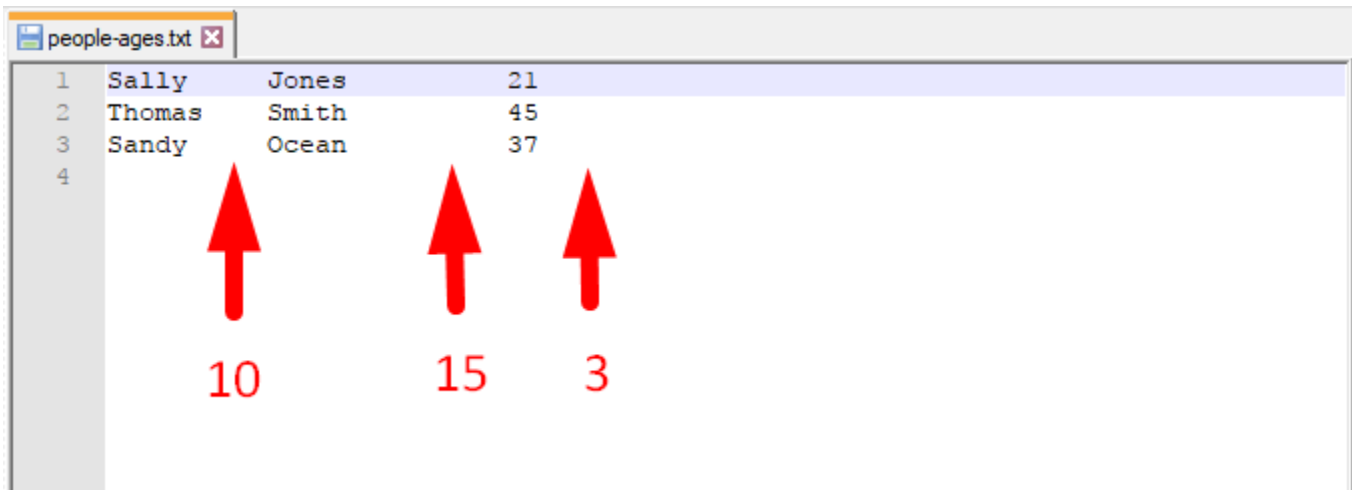 people-ages.txt
1 Sally Jones 21
2 Thomas Smith 45
3 Sandy Ocean 37
4
10 15 3